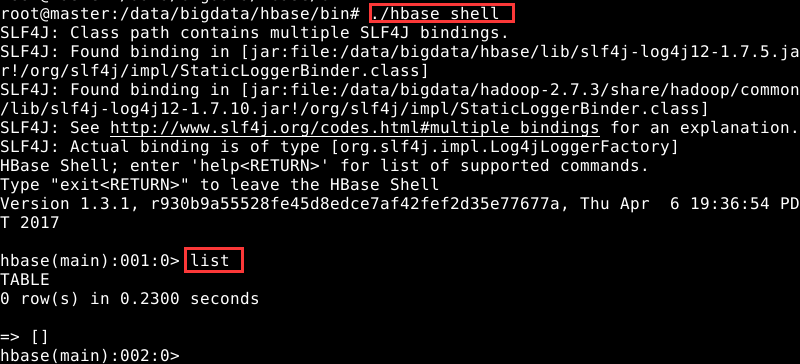 root@master:/data/bigdata/hbase/bin# ./hbase shell
SLF4J: Class path contains multiple SLF4J bindings.
SLF4J: Found binding in [jar:file:/data/bigdata/hbase/lib/slf4j-log4j12-1.7.5.ja
r!/org/slf4j/impl/StaticLoggerBinder.class]
SLF4J: Found binding in [jar:file:/data/bigdata/hadoop-2.7.3/share/hadoop/common
/lib/slf4j-log4j12-1.7.10.jar!/org/slf4j/impl/StaticLoggerBinder.class]
SLF4J: See http://www.slf4j.org/codes.html#multiple_bindings for an explanation.
SLF4J: Actual binding is of type [org.slf4j.impl.Log4jLoggerFactory]
HBase Shell; enter 'help<RETURN>' for list of supported commands.
Type "exit<RETURN>" to leave the HBase Shell
Version 1.3.1, r930b9a55528fe45d8edce7af42fef2d35e77677a, Thu Apr  6 19:36:54 PD
T 2017
hbase(main):001:0> list
TABLE
0 row(s) in 0.2300 seconds
=> []
hbase(main):002:0>